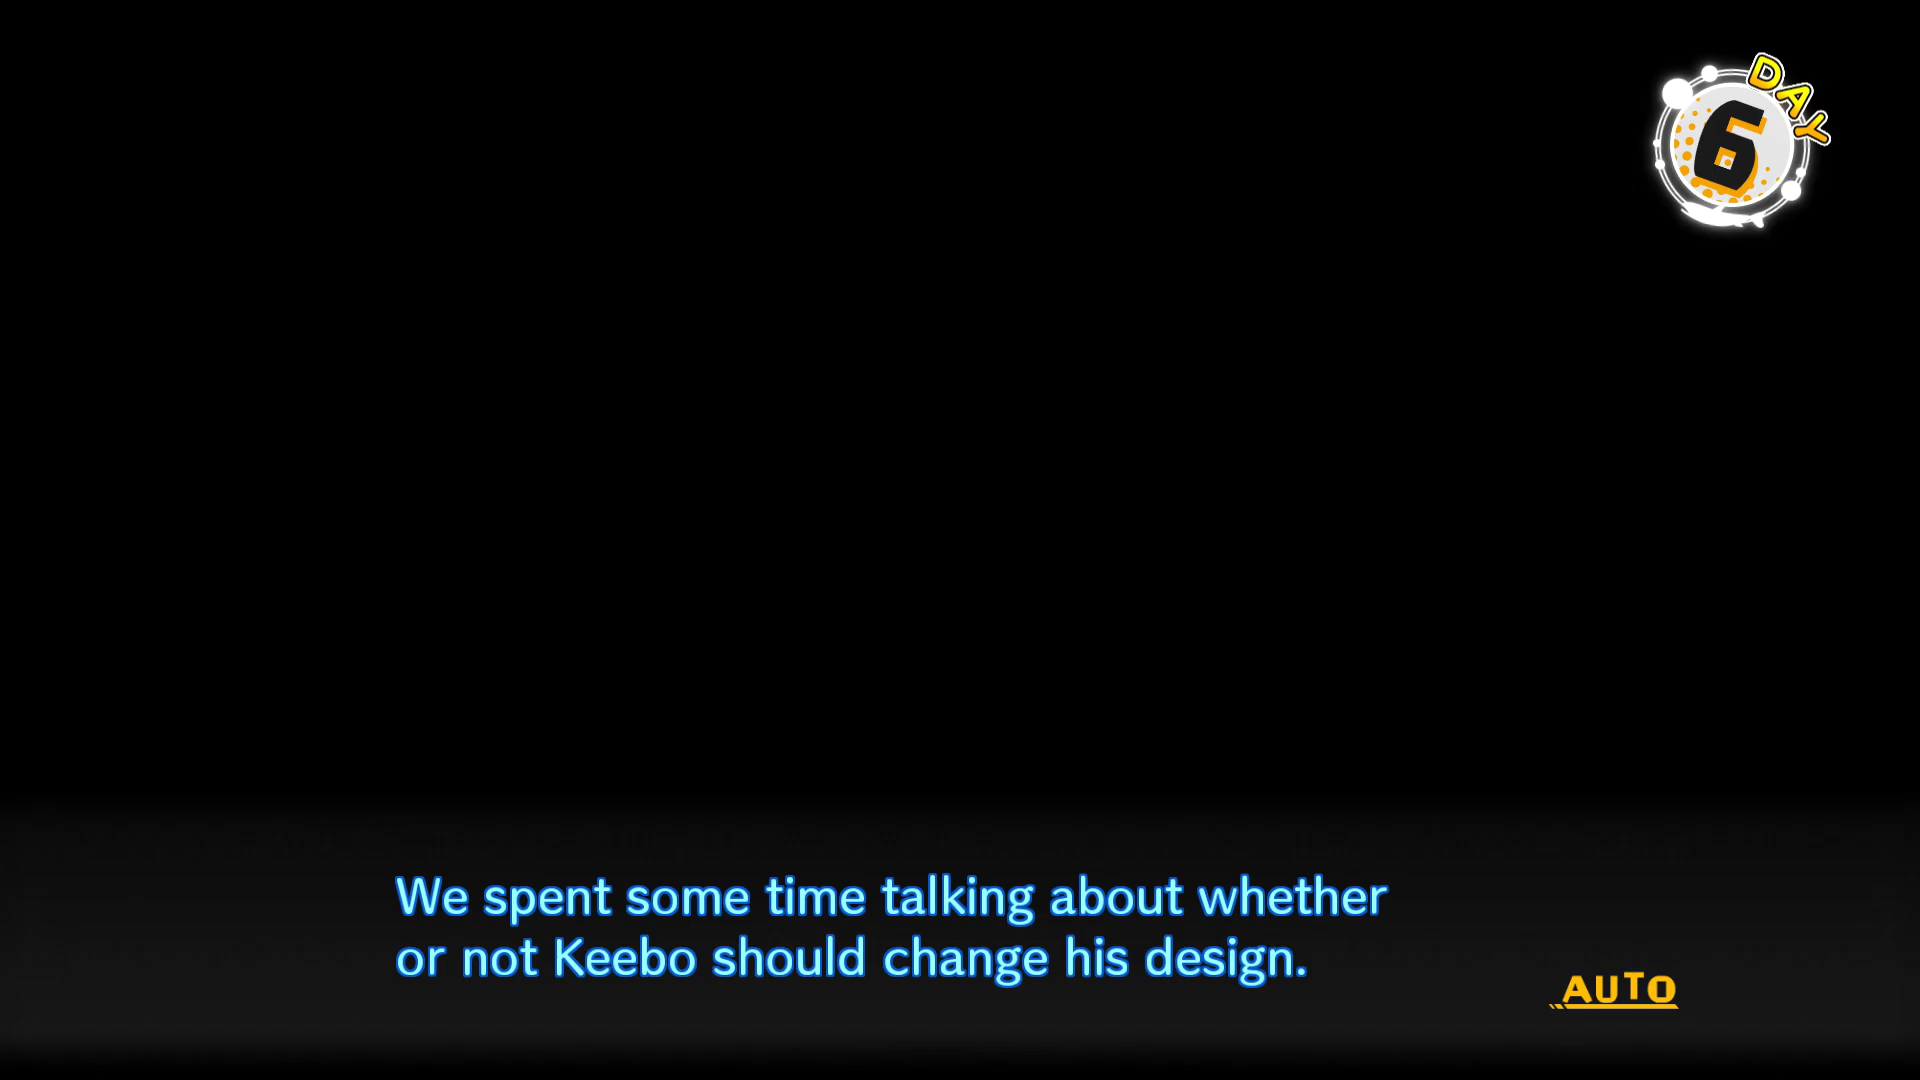 DAY
6
We spent some time talking about whether
or not Keebo should change his design.
AUTO